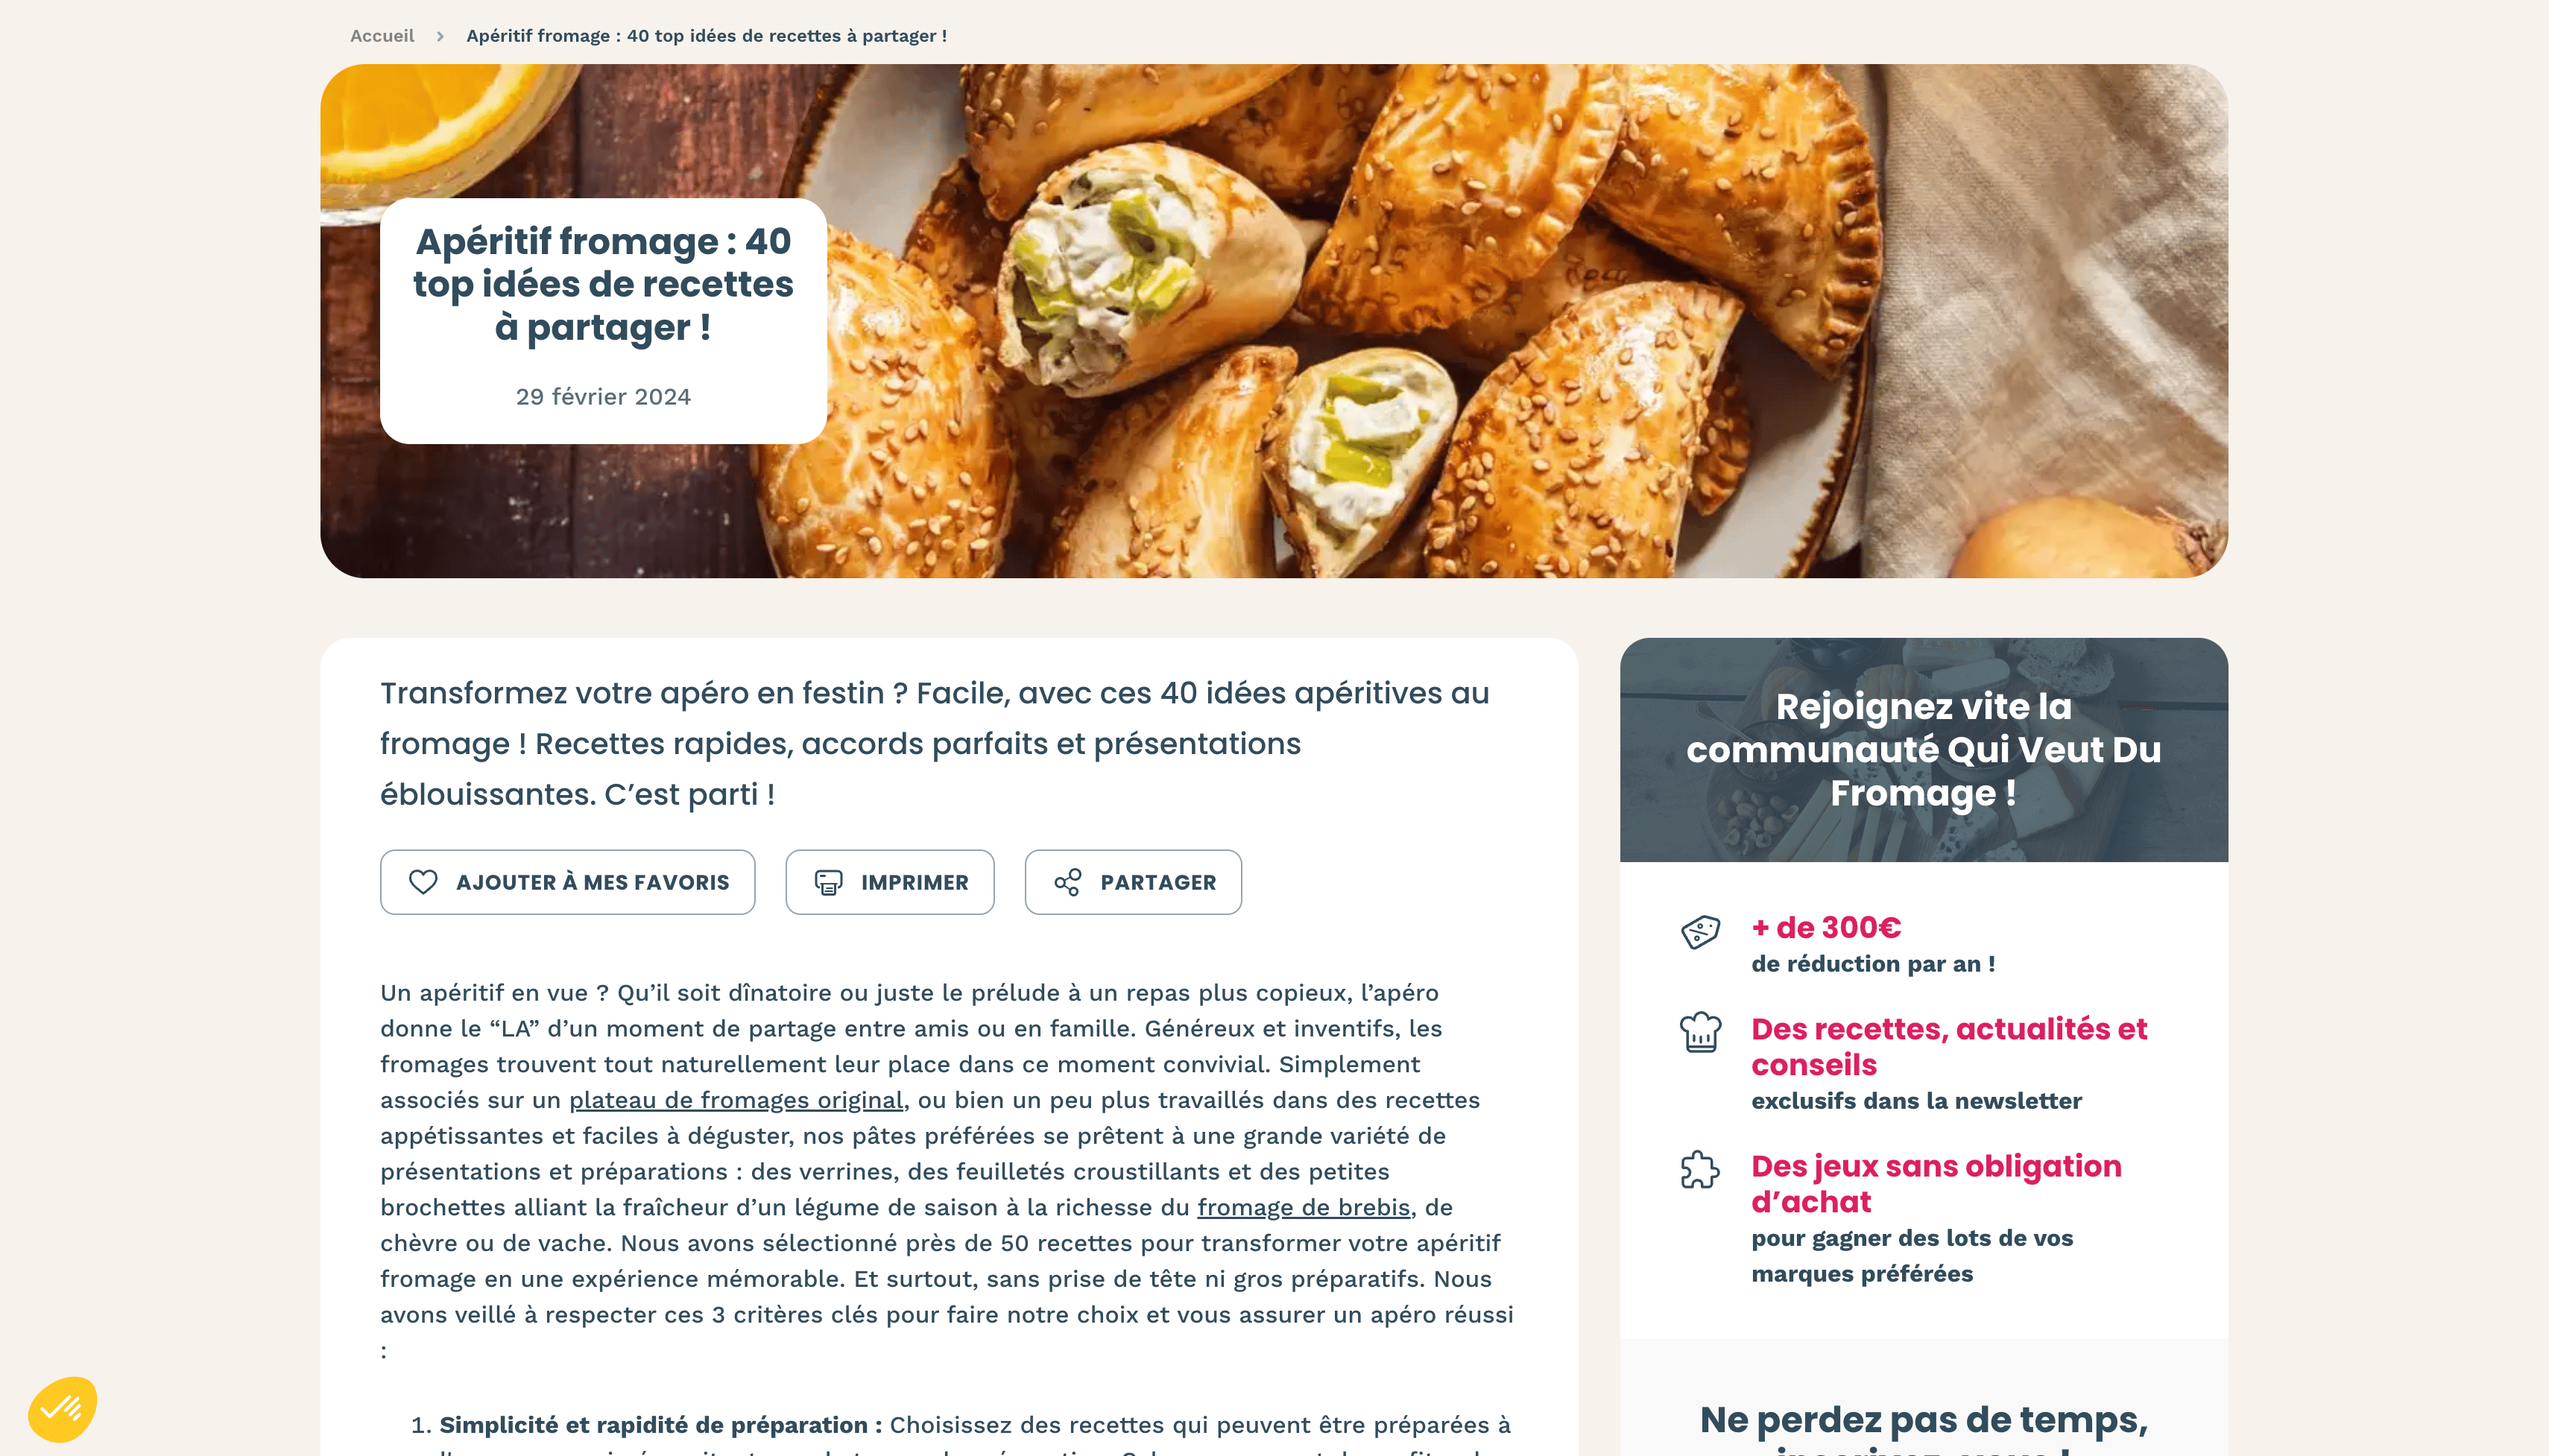 Accueil > Apéritif fromage : 40 top idées de recettes à partager !
Apéritif fromage : 40
top idées de recettes
à partager !
29 février 2024
Transformez votre apéro en festin ? Facile, avec ces 40 idées apéritives au
fromage ! Recettes rapides, accords parfaits et présentations
éblouissantes. C’est parti !
AJOUTER À MES FAVORIS
IMPRIMER
PARTAGER
Un apéritif en vue ? Qu’il soit dînatoire ou juste le prélude à un repas plus copieux, l’apéro
donne le “LA” d’un moment de partage entre amis ou en famille. Généreux et inventifs, les
fromages trouvent tout naturellement leur place dans ce moment convivial. Simplement
associés sur un plateau de fromages original, ou bien un peu plus travaillés dans des recettes
appétissantes et faciles à déguster, nos pâtes préférées se prêtent à une grande variété de
présentations et préparations : des verrines, des feuilletés croustillants et des petites
brochettes alliant la fraîcheur d’un légume de saison à la richesse du fromage de brebis, de
chèvre ou de vache. Nous avons sélectionné près de 50 recettes pour transformer votre apéritif
fromage en une expérience mémorable. Et surtout, sans prise de tête ni gros préparatifs. Nous
avons veillé à respecter ces 3 critères clés pour faire notre choix et vous assurer un apéro réussi
:
1. Simplicité et rapidité de préparation : Choisissez des recettes qui peuvent être préparées à
Rejoignez vite la
communauté Qui Veut Du
Fromage !
+ de 300€
de réduction par an !
Des recettes, actualités et
conseils
exclusifs dans la newsletter
Des jeux sans obligation
d’achat
pour gagner des lots de vos
marques préférées
Ne perdez pas de temps,